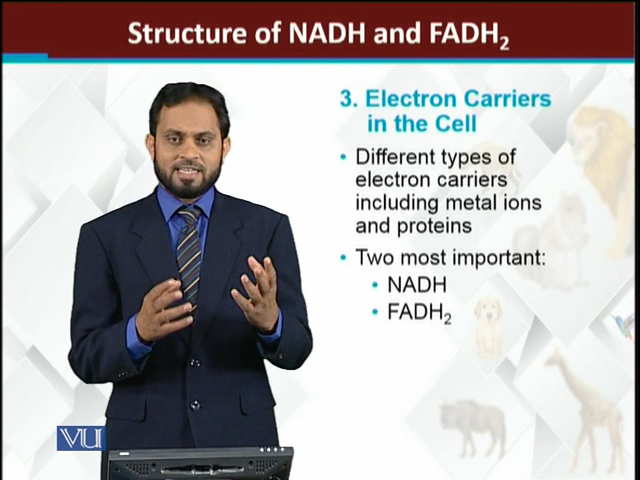 Structure of NADH and FADH₂
3. Electron Carriers
in the Cell
• Different types of
electron carriers
including metal ions
and proteins
• Two most important:
• NADH
• FADH₂
VU